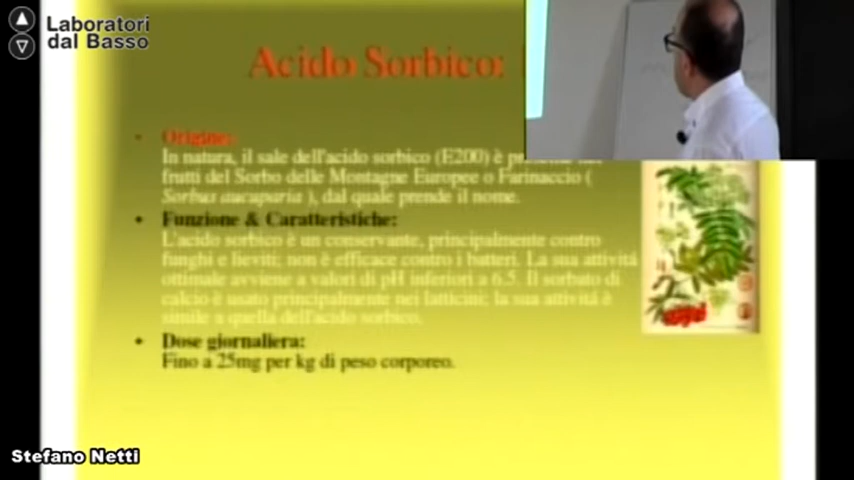 Laboratori
dal Basso
Acido Sorbico:
Origine:
In natura, il sale dell'acido sorbico (E200) è
frutti del Sorbo delle Montagne Europee o Farinaccio (
Sorbus aucuparia ), dal quale prende il nome.
Funzione & Caratteristiche:
L'acido sorbico è un conservante, principalmente contro
funghi e lieviti; non è efficace contro i batteri. La sua attività
ottimale avviene a valori di pH inferiori a 6.5. Il sorbato di
calcio è usato principalmente nei latticini; la sua attività è
simile a quella dell'acido sorbico.
Dose giornaliera:
Fino a 25mg per kg di peso corporeo.
Stefano Netti